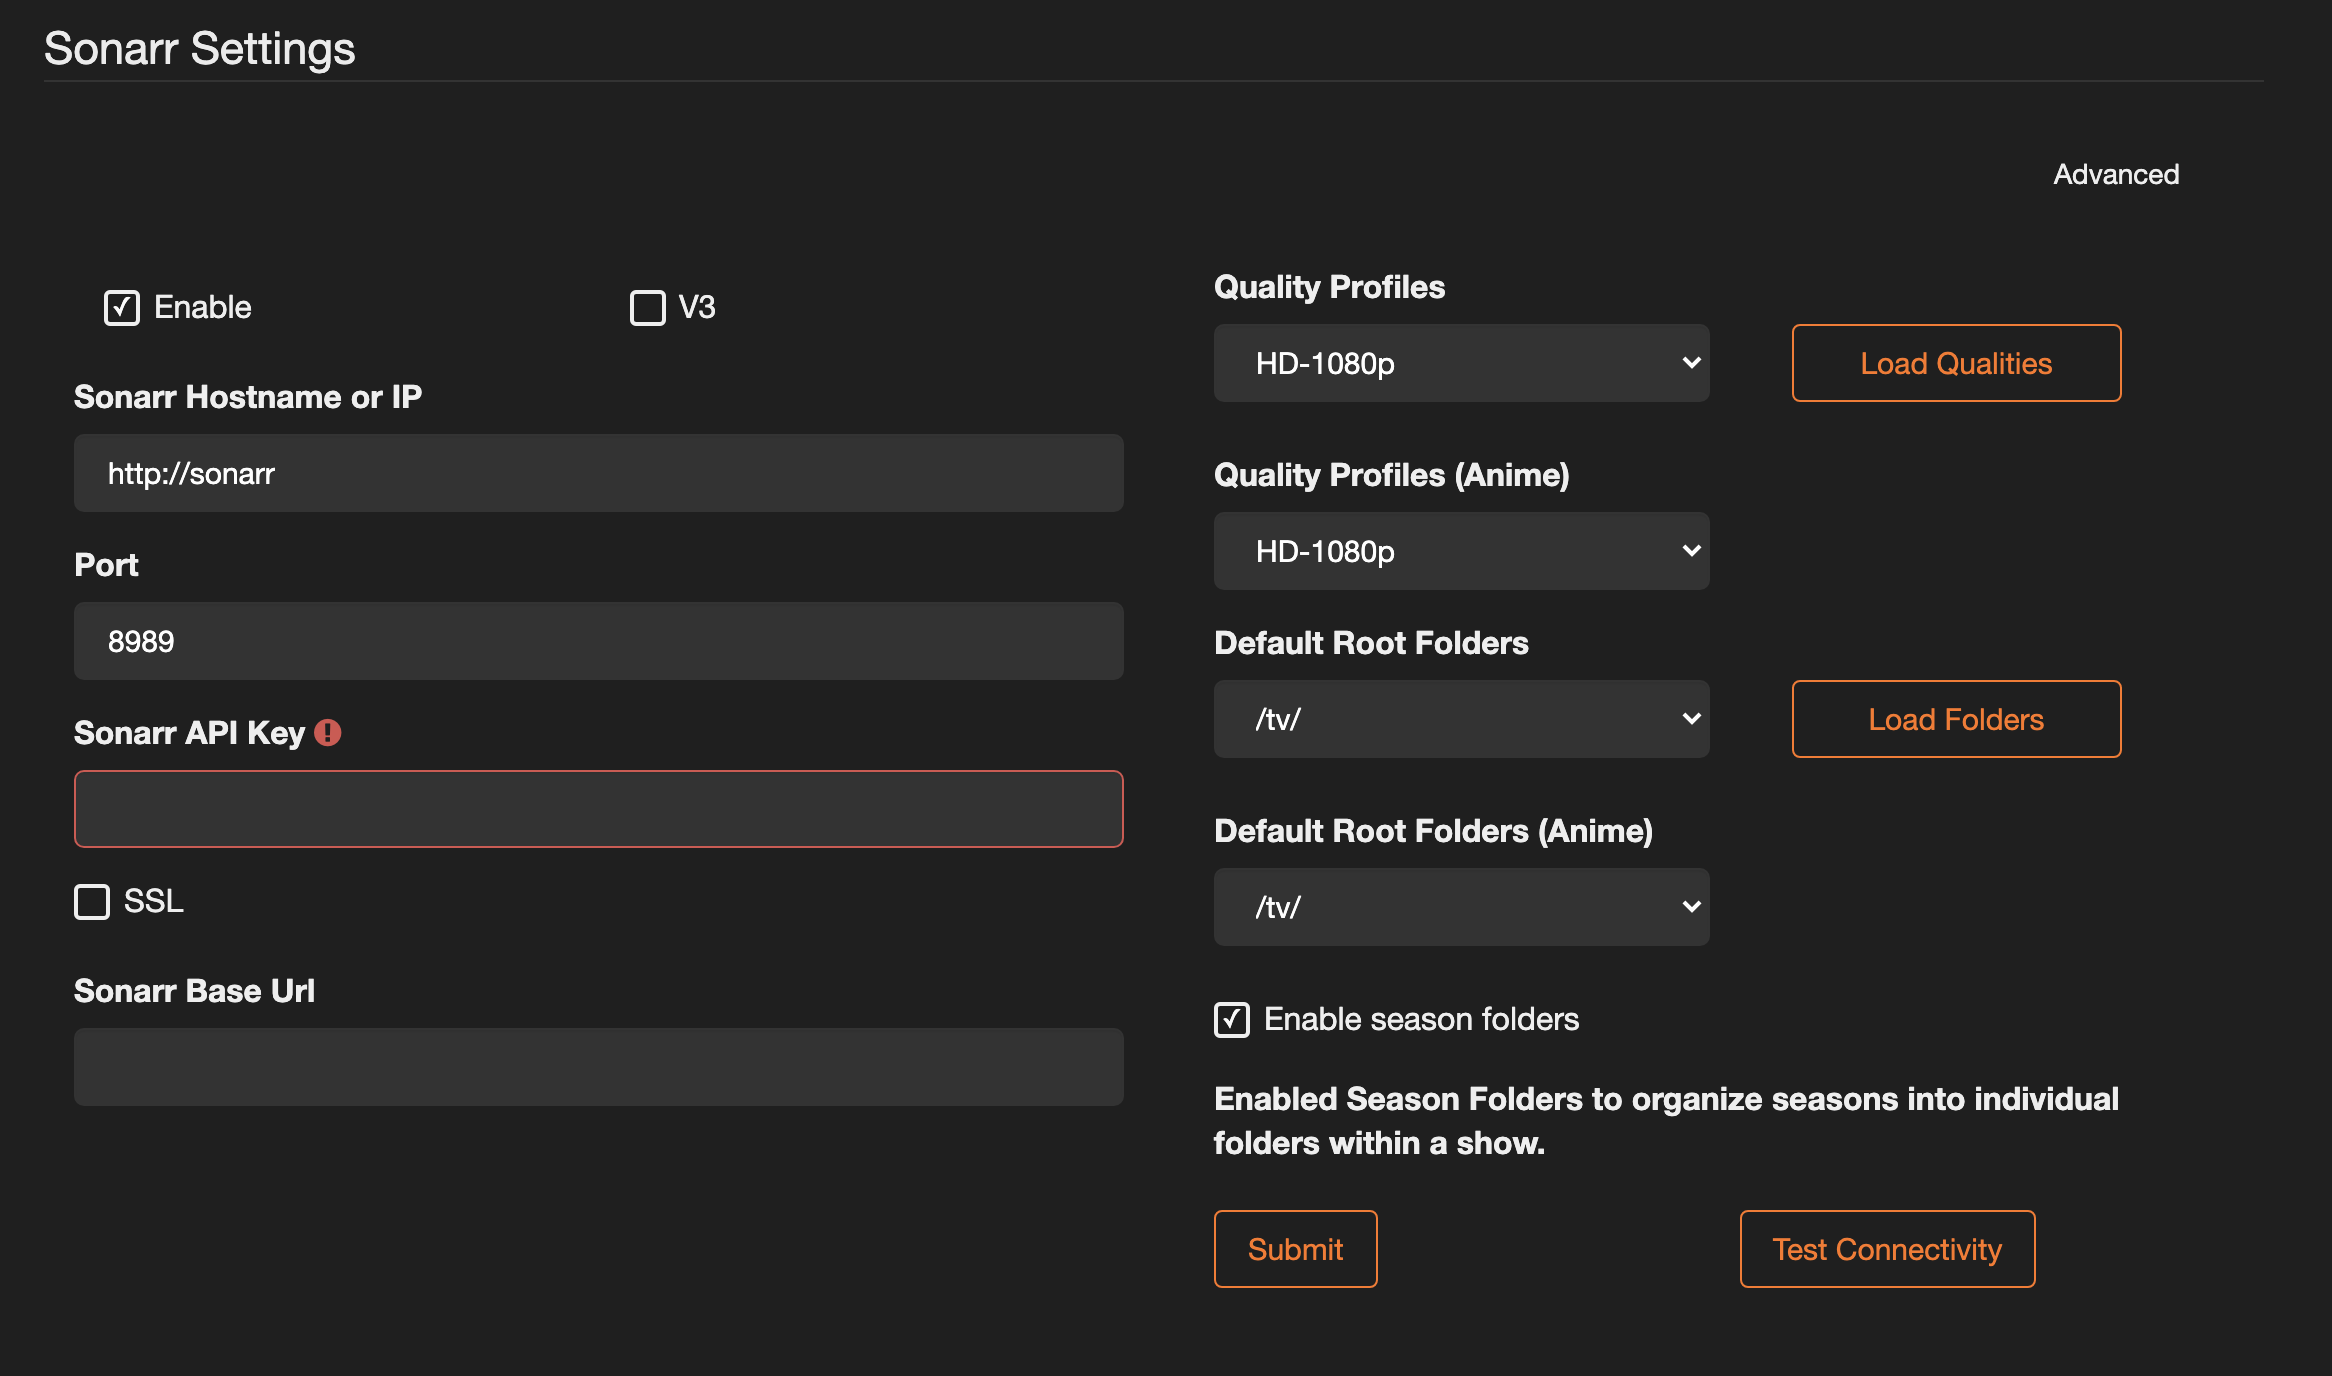 Sonarr Settings
Advanced
Enable
V3
Sonarr Hostname or IP
http://sonarr
Port
8989
Sonarr API Key
SSL
Sonarr Base Url
Quality Profiles
HD-1080p
Load Qualities
Quality Profiles (Anime)
HD-1080p
Default Root Folders
/tv/
Load Folders
Default Root Folders (Anime)
/tv/
Enable season folders
Enabled Season Folders to organize seasons into individual
folders within a show.
Submit
Test Connectivity